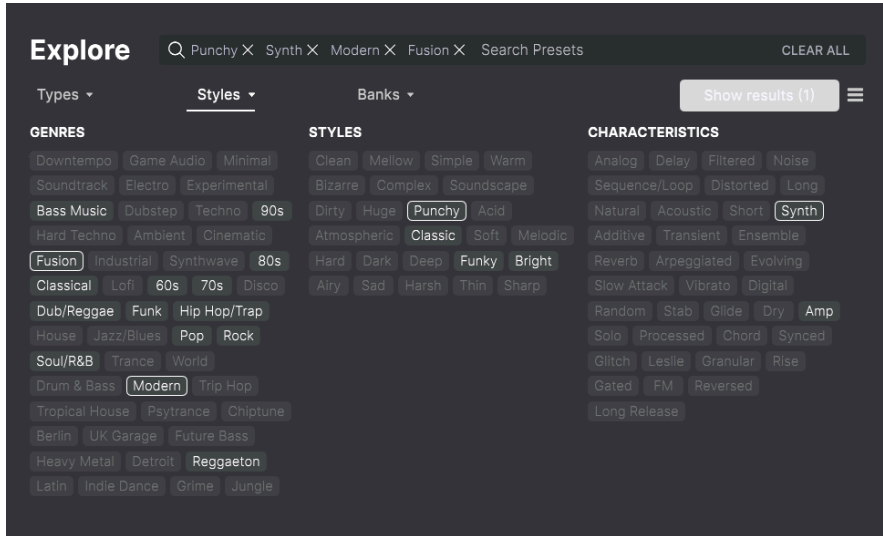 Explore
Punchy Synth Modern Fusion Search Presets CLEAR ALL
Types Styles Banks Show results (1)
GENRES
Downtempo Game Audio Minimal
Soundtrack Electro Experimental
Bass Music Dubstep Techno 90s
Hard Techno Ambient Cinematic
Fusion Industrial Synthwave 80s
Classical Lofi 60s 70s Disco
Dub/Reggae Funk Hip Hop/Trap
House Jazz/Blues Pop Rock
Soul/R&B Trance World
Drum & Bass Modern Trip Hop
Tropical House Psytrance Chiptune
Berlin UK Garage Future Bass
Heavy Metal Detroit Reggaeton
Latin Indie Dance Grime Jungle
STYLES
Clean Mellow Simple Warm
Bizarre Complex Soundscape
Dirty Huge Punchy Acid
Atmospheric Classic Soft Melodic
Hard Dark Deep Funky Bright
Airy Sad Harsh Thin Sharp
CHARACTERISTICS
Analog Delay Filtered Noise
Sequence/Loop Distorted Long
Natural Acoustic Short Synth
Additive Transient Ensemble
Reverb Arpeggiated Evolving
Slow Attack Vibrato Digital
Random Stab Glide Dry Amp
Solo Processed Chord Synced
Glitch Leslie Granular Rise
Gated FM Reversed
Long Release